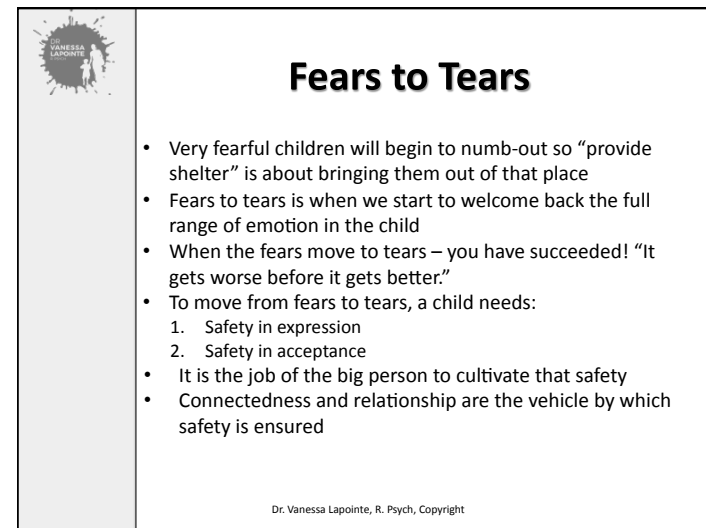 DR
VANESSA
LAPOINTE
Fears to Tears
• Very fearful children will begin to numb-out so “provide
shelter” is about bringing them out of that place
• Fears to tears is when we start to welcome back the full
range of emotion in the child
• When the fears move to tears – you have succeeded! “It
gets worse before it gets better.”
• To move from fears to tears, a child needs:
1. Safety in expression
2. Safety in acceptance
• It is the job of the big person to cultivate that safety
• Connectedness and relationship are the vehicle by which
safety is ensured
Dr. Vanessa Lapointe, R. Psych, Copyright